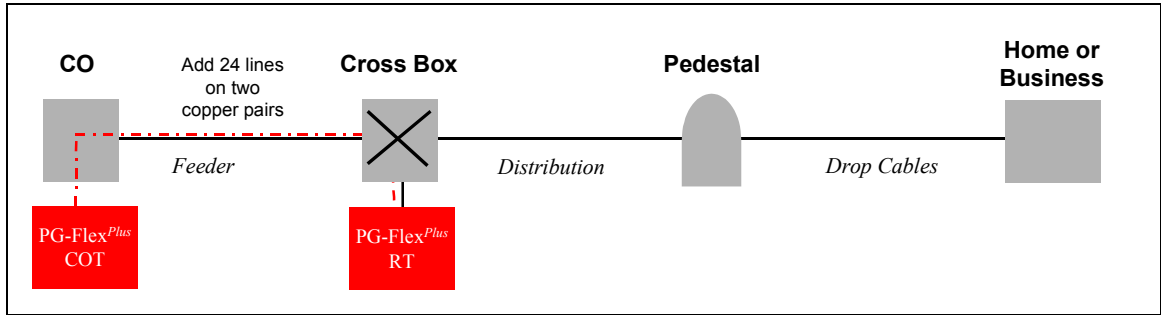 CO
Add 24 lines
on two
copper pairs
Cross Box
Pedestal
Home or
Business
Feeder
Distribution
Drop Cables
PG-FlexPlus
COT
PG-FlexPlus
RT